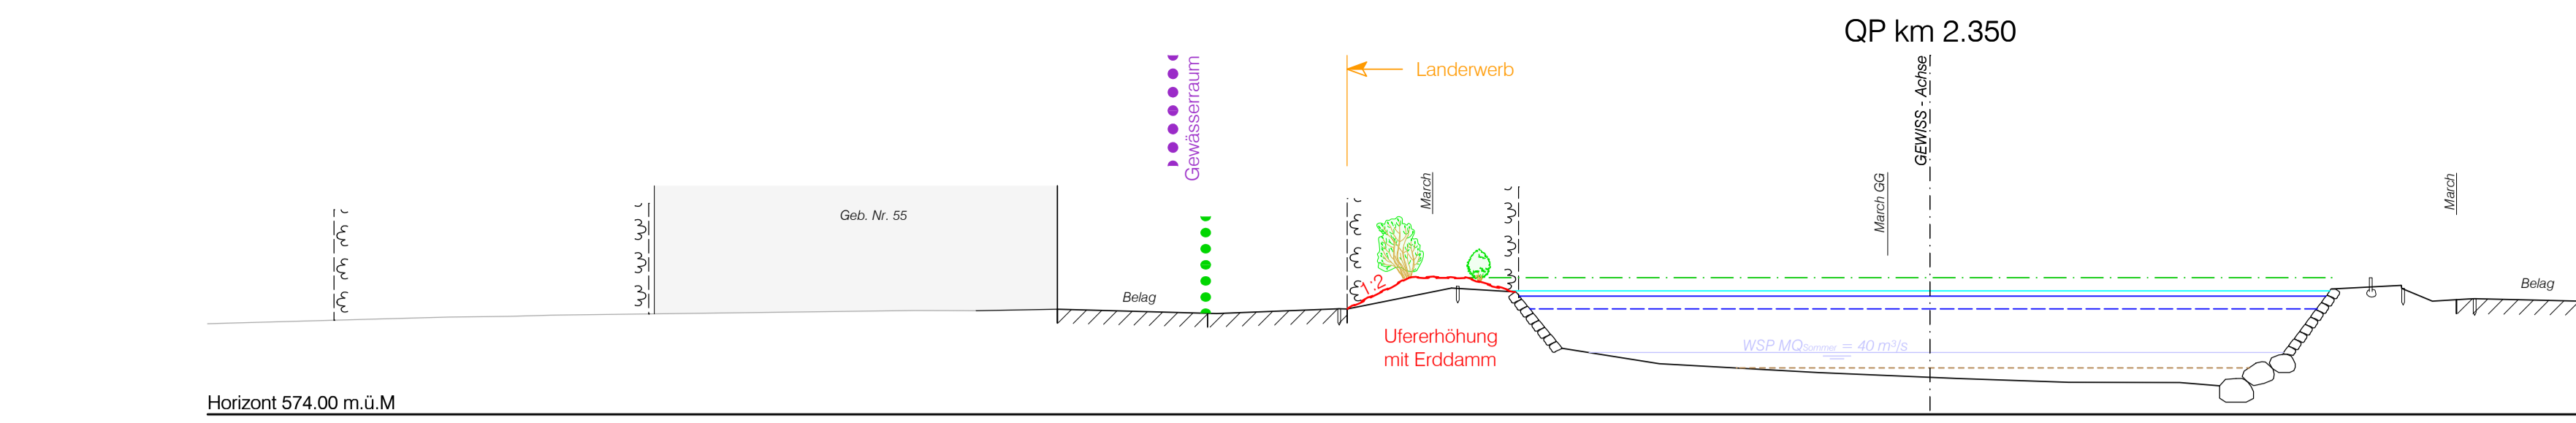 QP km 2.350
Gewässerraum
Landerwerb
GEWISS - Achse
March
March GG
March
Geb. Nr. 55
1:2
Belag
Belag
Ufererhöhung
mit Erddamm
WSP MQSommer = 40 m³/s
Horizont 574.00 m.ü.M